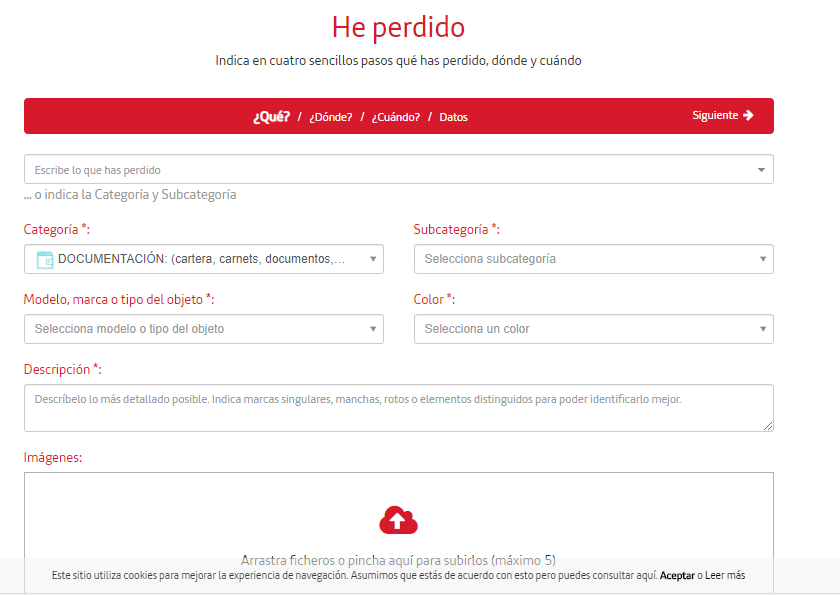 He perdido
Indica en cuatro sencillos pasos qué has perdido, dónde y cuándo
¿Qué? / ¿Dónde? / ¿Cuándo? / Datos
Siguiente
Escribe lo que has perdido
... o indica la Categoría y Subcategoría
Categoría *:
Subcategoría *:
DOCUMENTACIÓN: (cartera, carnets, documentos,...
Selecciona subcategoría
Modelo, marca o tipo del objeto *:
Color *:
Selecciona modelo o tipo del objeto
Selecciona un color
Descripción *:
Descríbelo lo más detallado posible. Indica marcas singulares, manchas, rotos o elementos distinguidos para poder identificarlo mejor.
Imágenes:
Arrastra ficheros o pincha aquí para subirlos (máximo 5)
Este sitio utiliza cookies para mejorar la experiencia de navegación. Asumimos que estás de acuerdo con esto pero puedes consultar aquí. Aceptar o Leer más